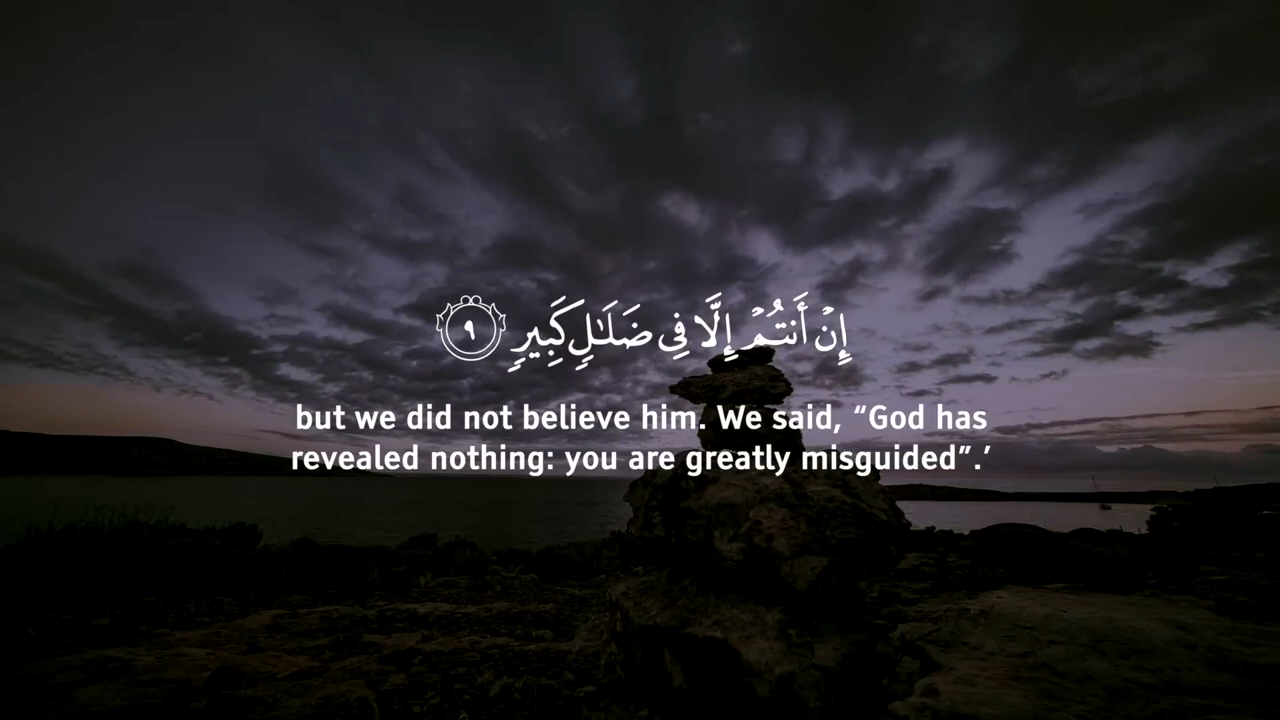 إِنْ أَنتُمْ إِلَّا فِى ضَلَـٰلٍ كَبِيرٍ ٩
but we did not believe him. We said, “God has
revealed nothing: you are greatly misguided”.’